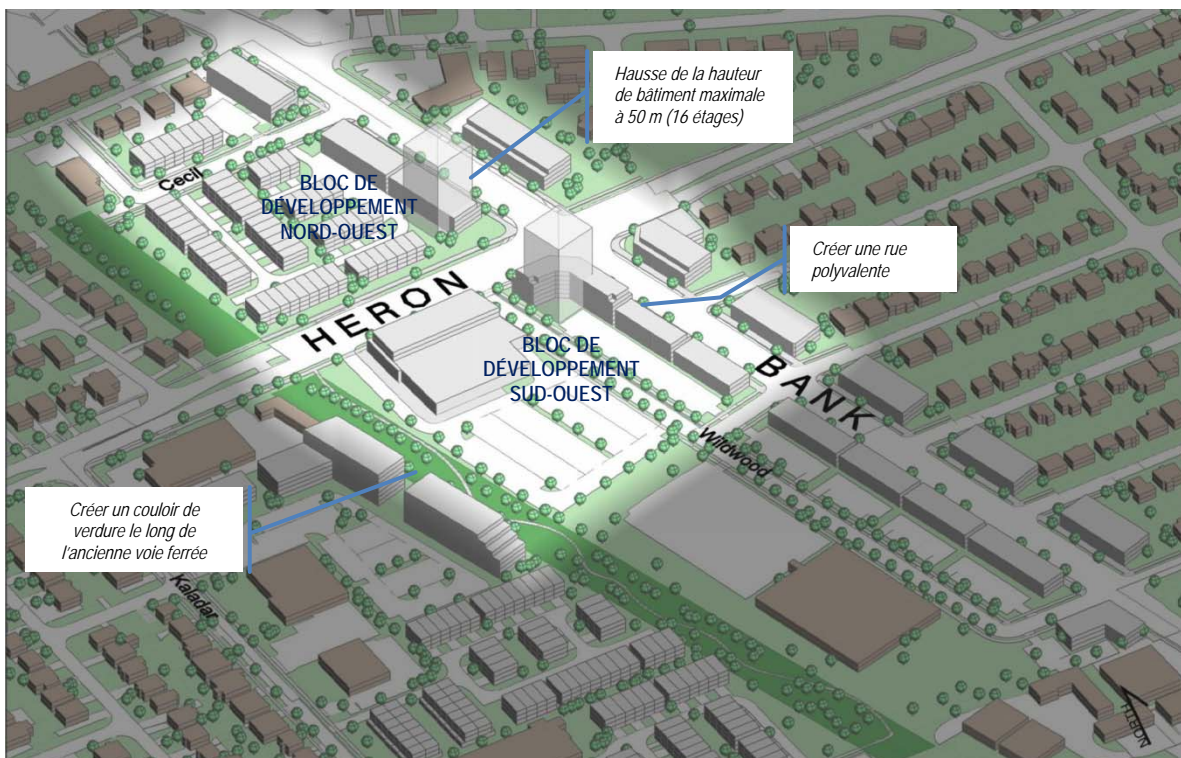 Hausse de la hauteur
de bâtiment maximale
à 50 m (16 étages)
Cecil
BLOC DE
DÉVELOPPEMENT
NORD-OUEST
Créer une rue
polyvalente
HERON
BLOC DE
DÉVELOPPEMENT
SUD-OUEST
BANK
Wildwood
Créer un couloir de
verdure le long de
l'ancienne voie ferrée
Kaladar
NORTH